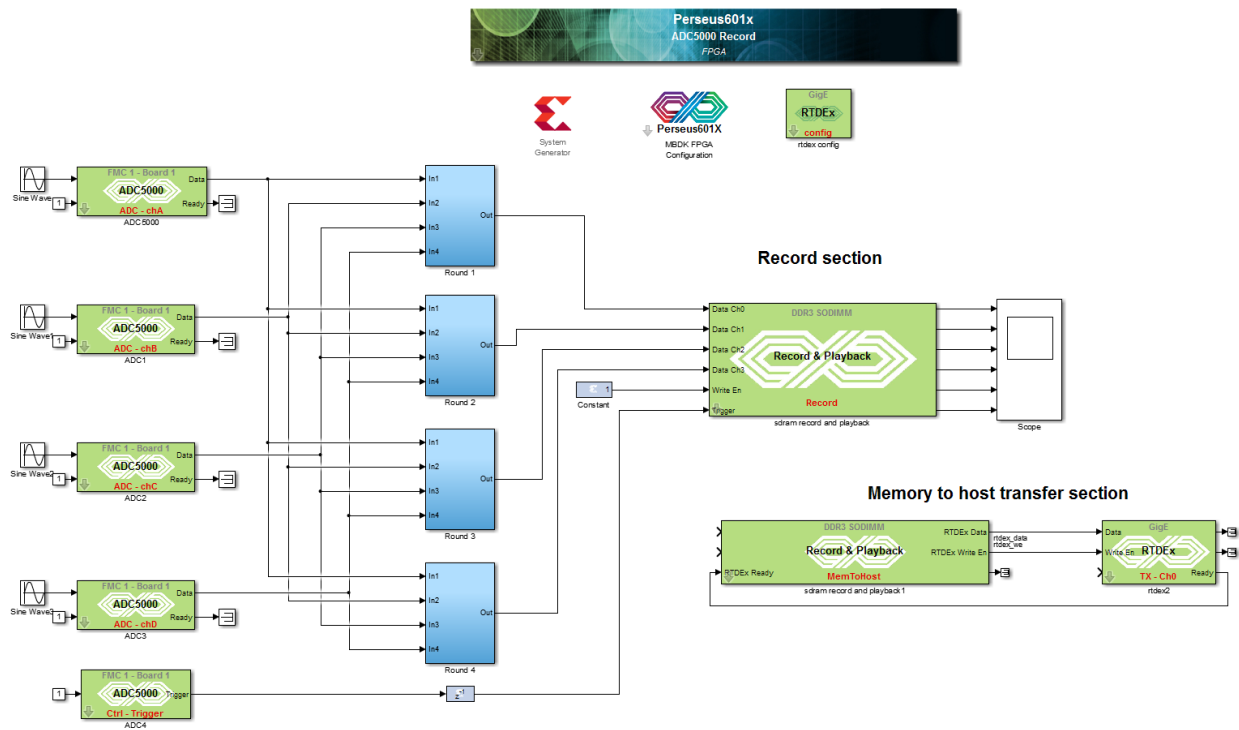 Perseus601x
ADC5000 Record
FPGA
System
Generator
Perseus601X
MBDK FPGA
Configuration
GigE
RTDEx
config
rtdex config
Sine Wave
1
FMC 1 - Board 1
ADC5000
ADC - chA
Data
Ready
ADC5000
In1
In2
In3
In4
Out
Round 1
Sine Wave1
1
FMC 1 - Board 1
ADC5000
ADC - chB
Data
Ready
ADC1
In1
In2
In3
In4
Out
Round 2
Sine Wave2
1
FMC 1 - Board 1
ADC5000
ADC - chC
Data
Ready
ADC2
In1
In2
In3
In4
Out
Round 3
Sine Wave3
1
FMC 1 - Board 1
ADC5000
ADC - chD
Data
Ready
ADC3
In1
In2
In3
In4
Out
Round 4
1
FMC 1 - Board 1
ADC5000
Trigger
Ctrl - Trigger
ADC4
z-1
Record section
Constant
1
DDR3 SODIMM
Data Ch0
Data Ch1
Data Ch2
Data Ch3
Write En
Trigger
Record & Playback
Record
sdram record and playback
Scope
Memory to host transfer section
DDR3 SODIMM
Record & Playback
MemToHost
RTDEx Ready
RTDEx Data
RTDEx Write En
sdram record and playback1
rtdex_data
rtdex_we
GigE
Data
Write En
RTDEx
TX - Ch0
Ready
rtdex2